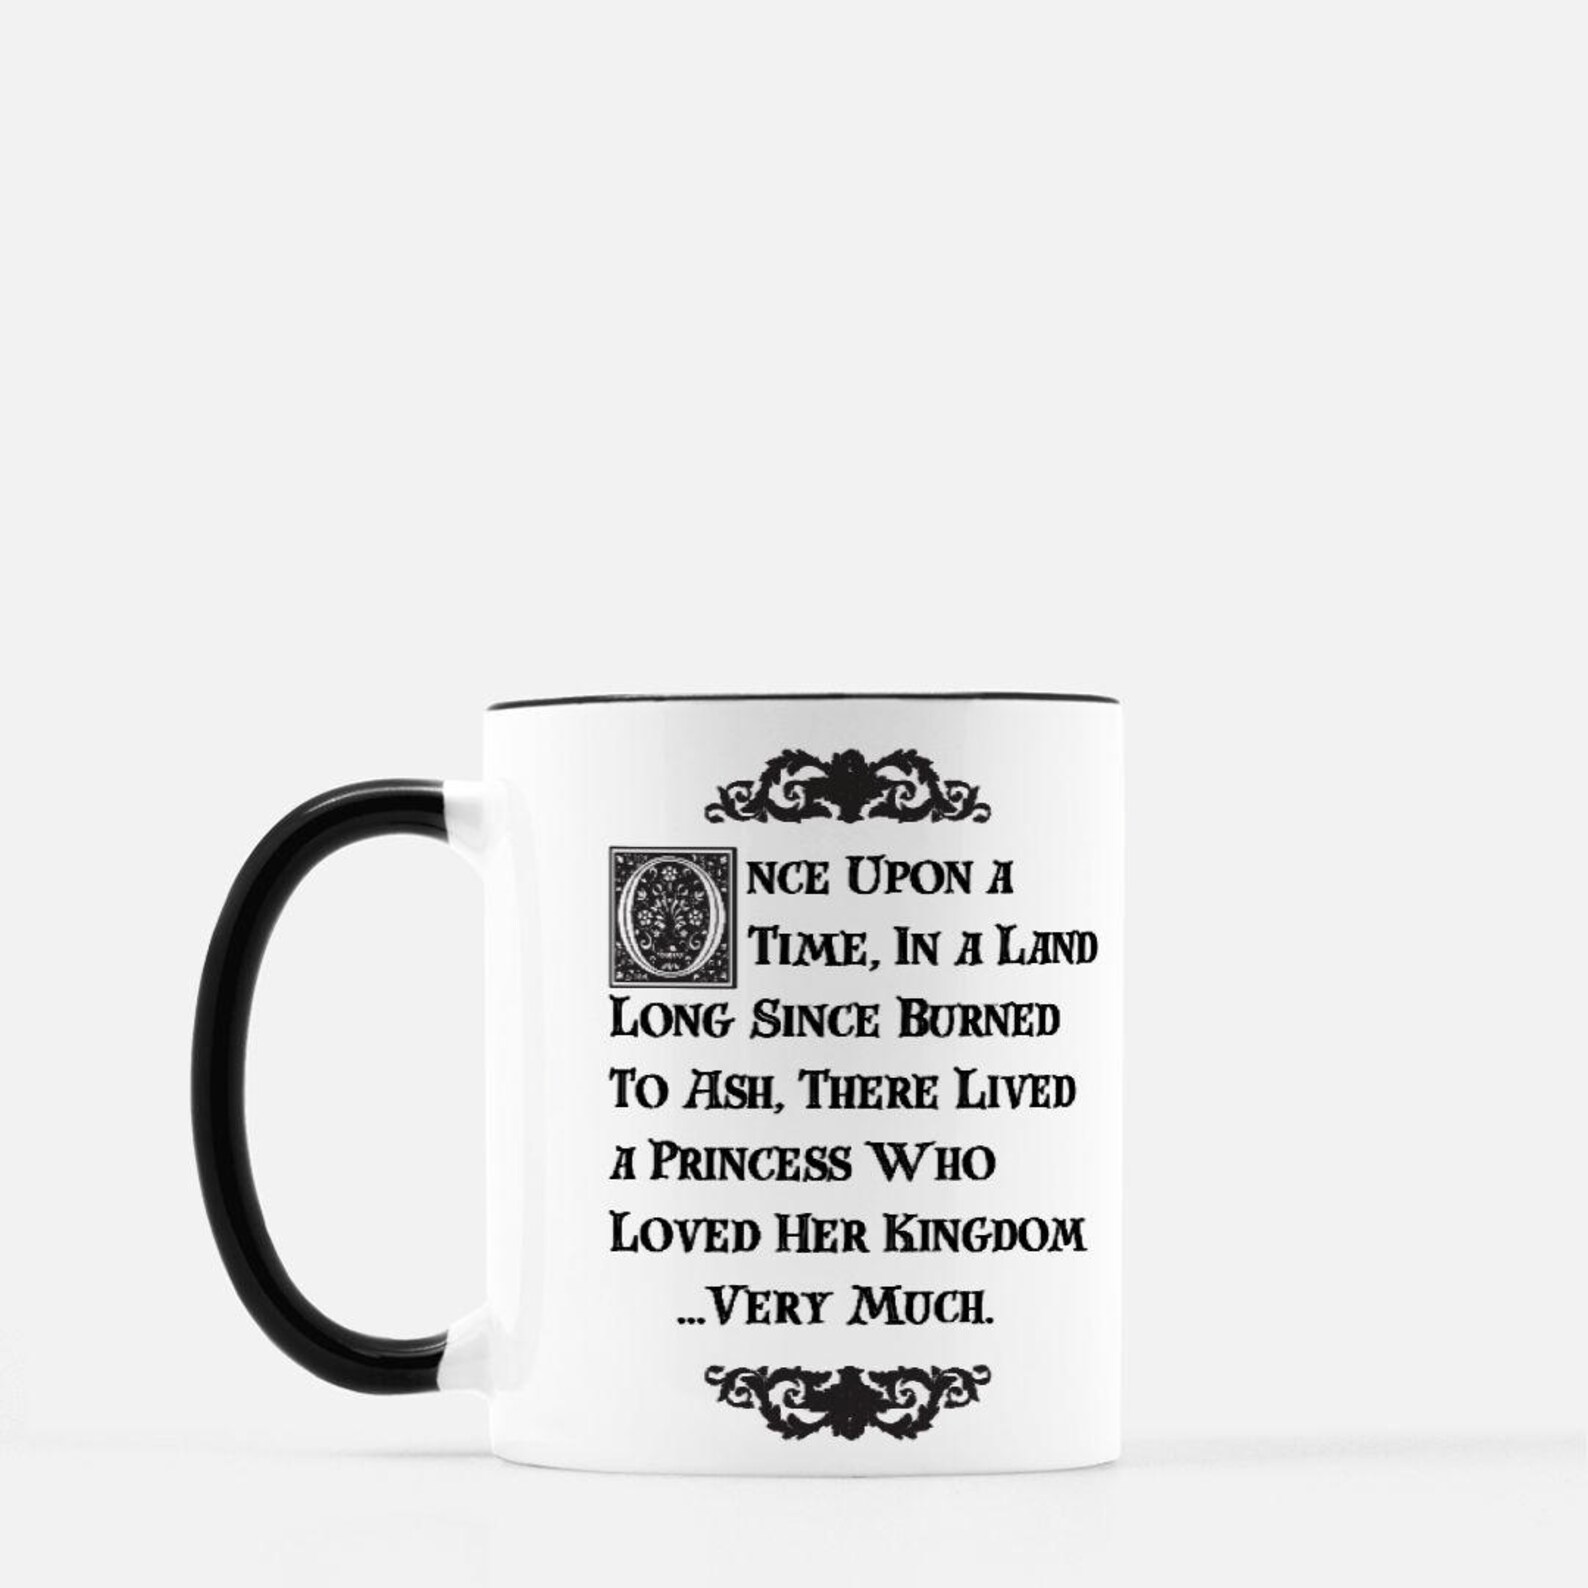 Once Upon a
Time, In a Land
Long Since Burned
To Ash, There Lived
a Princess Who
Loved Her Kingdom
...Very Much.